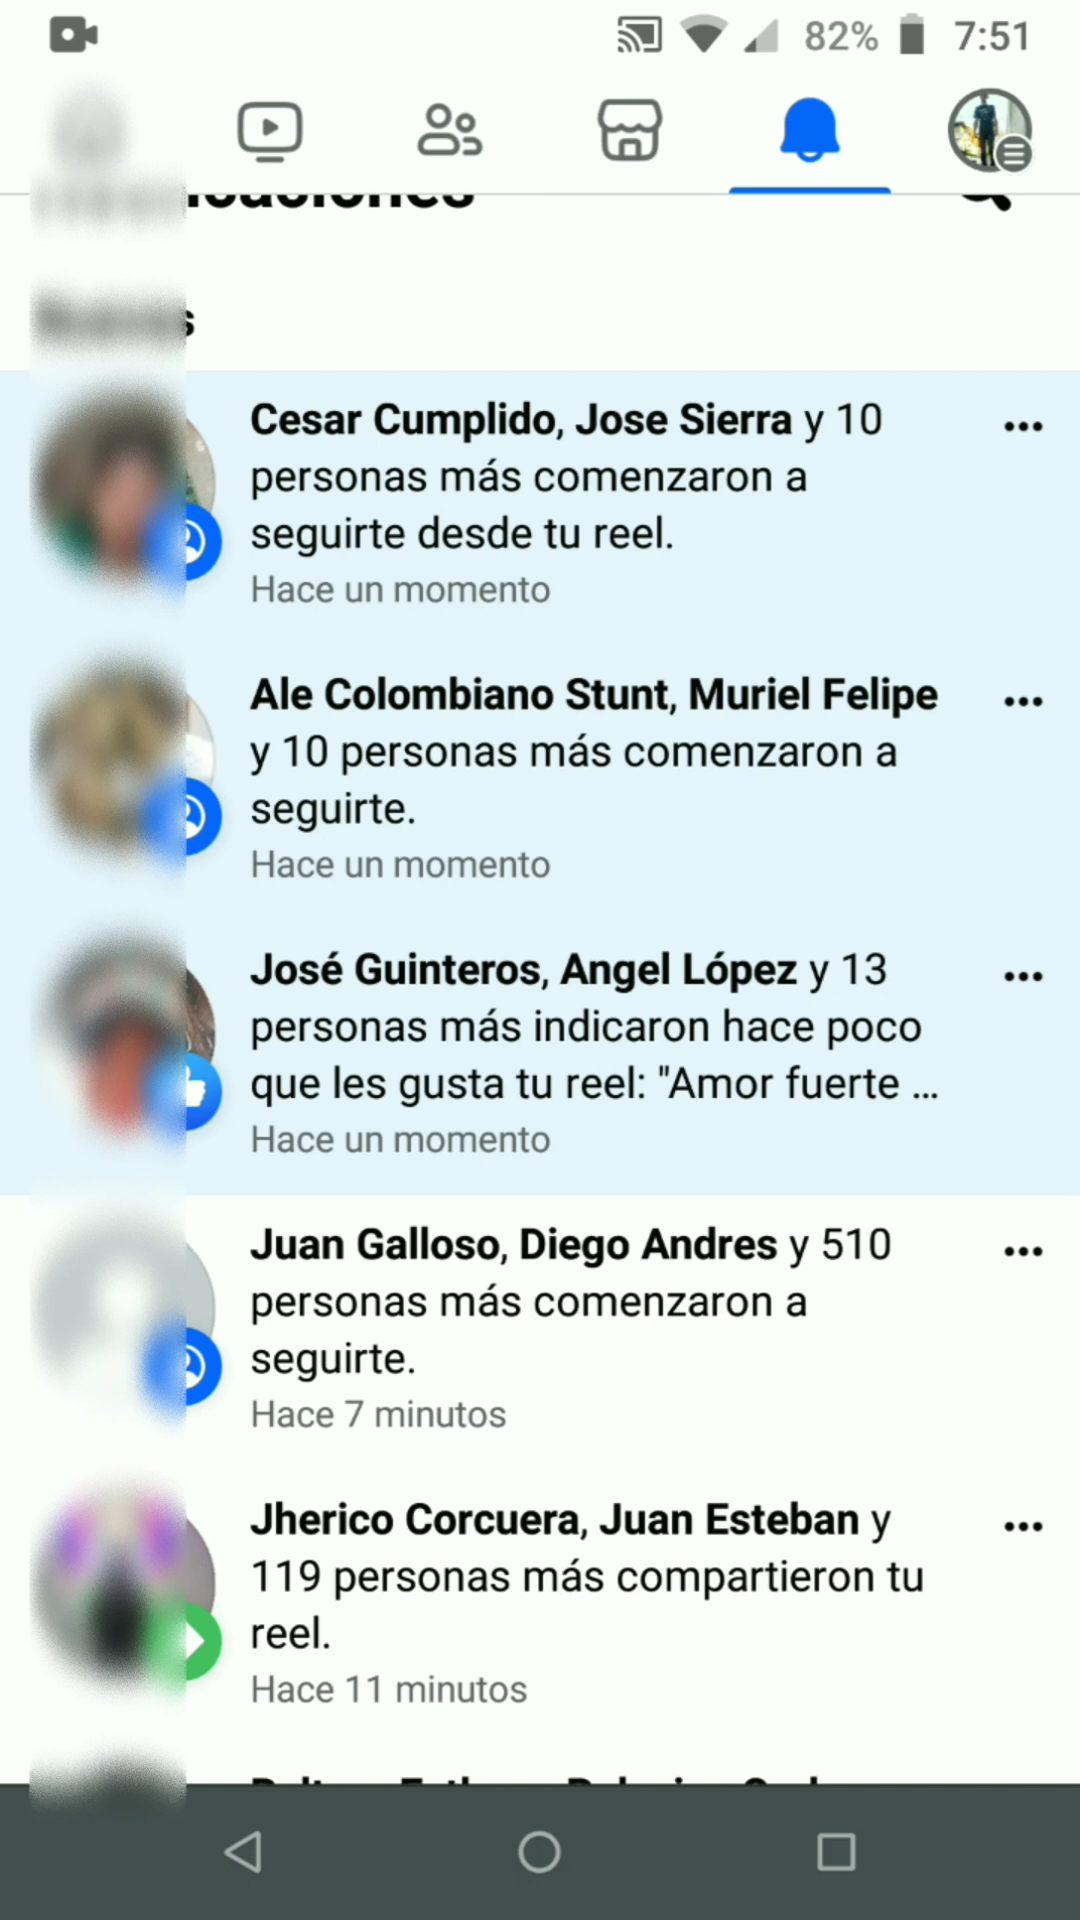 82% 7:51
Cesar Cumplido, Jose Sierra y 10
personas más comenzaron a
seguirte desde tu reel.
Hace un momento
Ale Colombiano Stunt, Muriel Felipe
y 10 personas más comenzaron a
seguirte.
Hace un momento
José Guinteros, Angel López y 13
personas más indicaron hace poco
que les gusta tu reel: "Amor fuerte ...
Hace un momento
Juan Galloso, Diego Andres y 510
personas más comenzaron a
seguirte.
Hace 7 minutos
Jherico Corcuera, Juan Esteban y
119 personas más compartieron tu
reel.
Hace 11 minutos